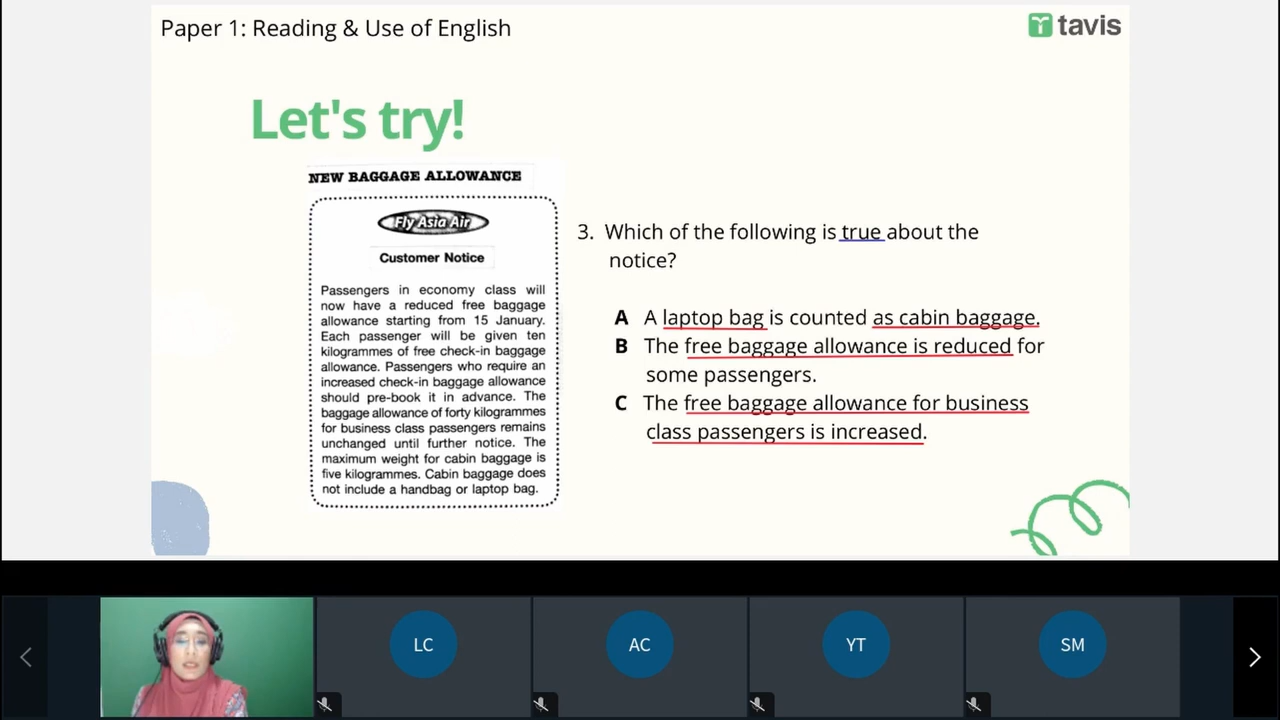 Paper 1: Reading & Use of English
tavis
Let's try!
NEW BAGGAGE ALLOWANCE
Fly Asia Air
Customer Notice
Passengers in economy class will
now have a reduced free baggage
allowance starting from 15 January.
Each passenger will be given ten
kilogrammes of free check-in baggage
allowance. Passengers who require an
increased check-in baggage allowance
should pre-book it in advance. The
baggage allowance of forty kilogrammes
for business class passengers remains
unchanged until further notice. The
maximum weight for cabin baggage is
five kilogrammes. Cabin baggage does
not include a handbag or laptop bag.
3. Which of the following is true about the
notice?
A A laptop bag is counted as cabin baggage.
B The free baggage allowance is reduced for
some passengers.
C The free baggage allowance for business
class passengers is increased.
LC
AC
YT
SM